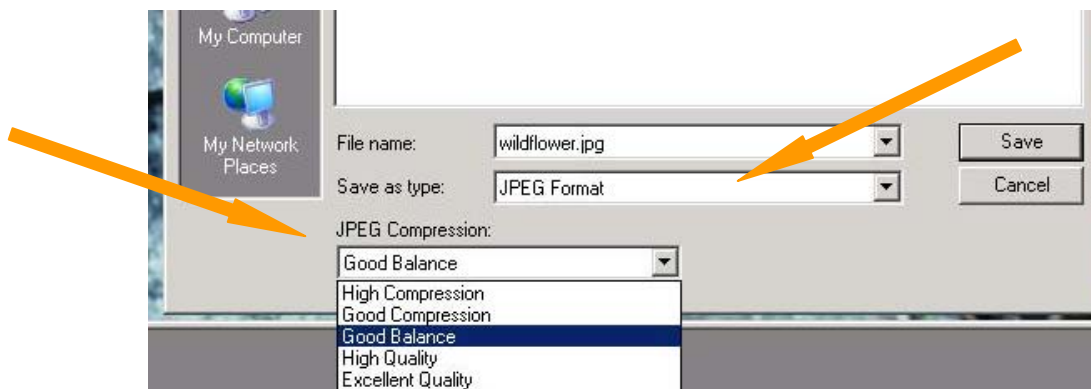 My Computer
My Network
Places
File name:
wildflower.jpg
Save
Save as type:
JPEG Format
Cancel
JPEG Compression:
Good Balance
High Compression
Good Compression
Good Balance
High Quality
Excellent Quality